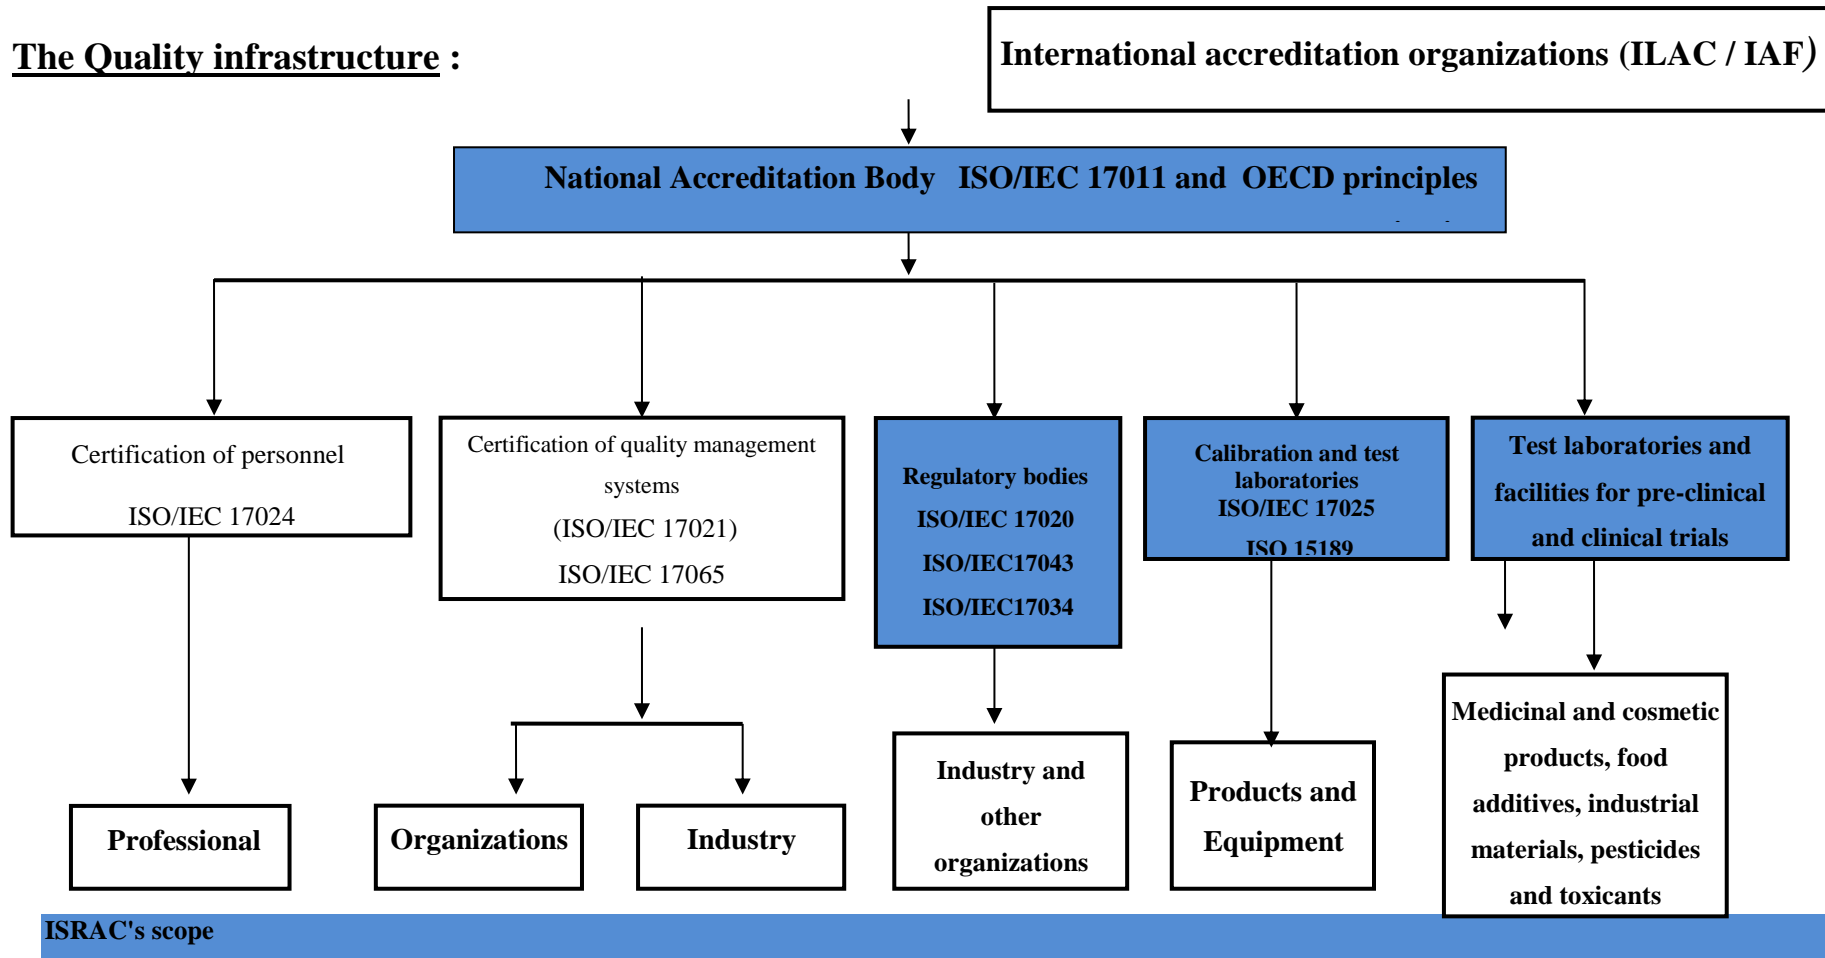 The Quality infrastructure :
International accreditation organizations (ILAC / IAF)
National Accreditation Body ISO/IEC 17011 and OECD principles
Certification of personnel
ISO/IEC 17024
Certification of quality management
systems
(ISO/IEC 17021)
ISO/IEC 17065
Regulatory bodies
ISO/IEC 17020
ISO/IEC17043
ISO/IEC17034
Calibration and test
laboratories
ISO/IEC 17025
ISO 15189
Test laboratories and
facilities for pre-clinical
and clinical trials
Professional
Organizations
Industry
Industry and
other
organizations
Products and
Equipment
Medicinal and cosmetic
products, food
additives, industrial
materials, pesticides
and toxicants
ISRAC's scope